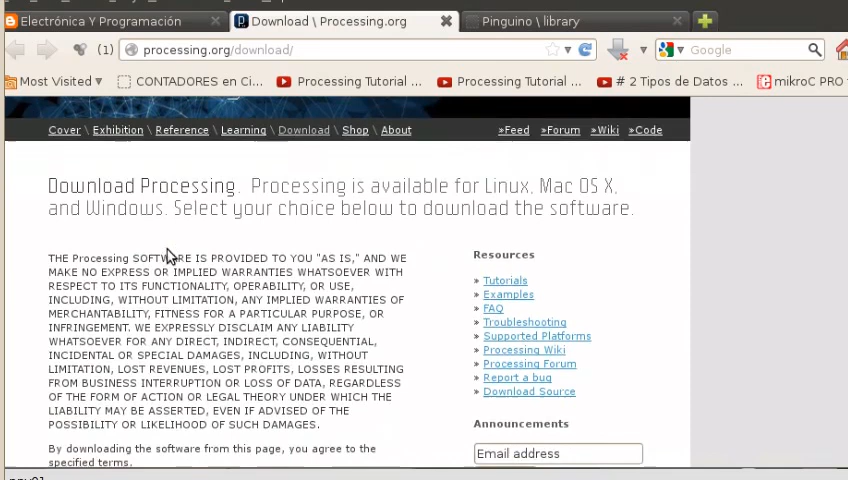 Electrónica Y Programación
Download \ Processing.org
Pinguino \ library
(1)
processing.org/download/
Google
Most Visited
CONTADORES en Ci...
Processing Tutorial ...
Processing Tutorial ...
# 2 Tipos de Datos ...
mikroC PRO
Cover \ Exhibition \ Reference \ Learning \ Download \ Shop \ About
»Feed »Forum »Wiki »Code
Download Processing. Processing is available for Linux, Mac OS X,
and Windows. Select your choice below to download the software.
THE Processing SOFTWARE IS PROVIDED TO YOU "AS IS," AND WE
MAKE NO EXPRESS OR IMPLIED WARRANTIES WHATSOEVER WITH
RESPECT TO ITS FUNCTIONALITY, OPERABILITY, OR USE,
INCLUDING, WITHOUT LIMITATION, ANY IMPLIED WARRANTIES OF
MERCHANTABILITY, FITNESS FOR A PARTICULAR PURPOSE, OR
INFRINGEMENT. WE EXPRESSLY DISCLAIM ANY LIABILITY
WHATSOEVER FOR ANY DIRECT, INDIRECT, CONSEQUENTIAL,
INCIDENTAL OR SPECIAL DAMAGES, INCLUDING, WITHOUT
LIMITATION, LOST REVENUES, LOST PROFITS, LOSSES RESULTING
FROM BUSINESS INTERRUPTION OR LOSS OF DATA, REGARDLESS
OF THE FORM OF ACTION OR LEGAL THEORY UNDER WHICH THE
LIABILITY MAY BE ASSERTED, EVEN IF ADVISED OF THE
POSSIBILITY OR LIKELIHOOD OF SUCH DAMAGES.
By downloading the software from this page, you agree to the
specified terms.
Resources
» Tutorials
» Examples
» FAQ
» Troubleshooting
» Supported Platforms
» Processing Wiki
» Processing Forum
» Report a bug
» Download Source
Announcements
Email address